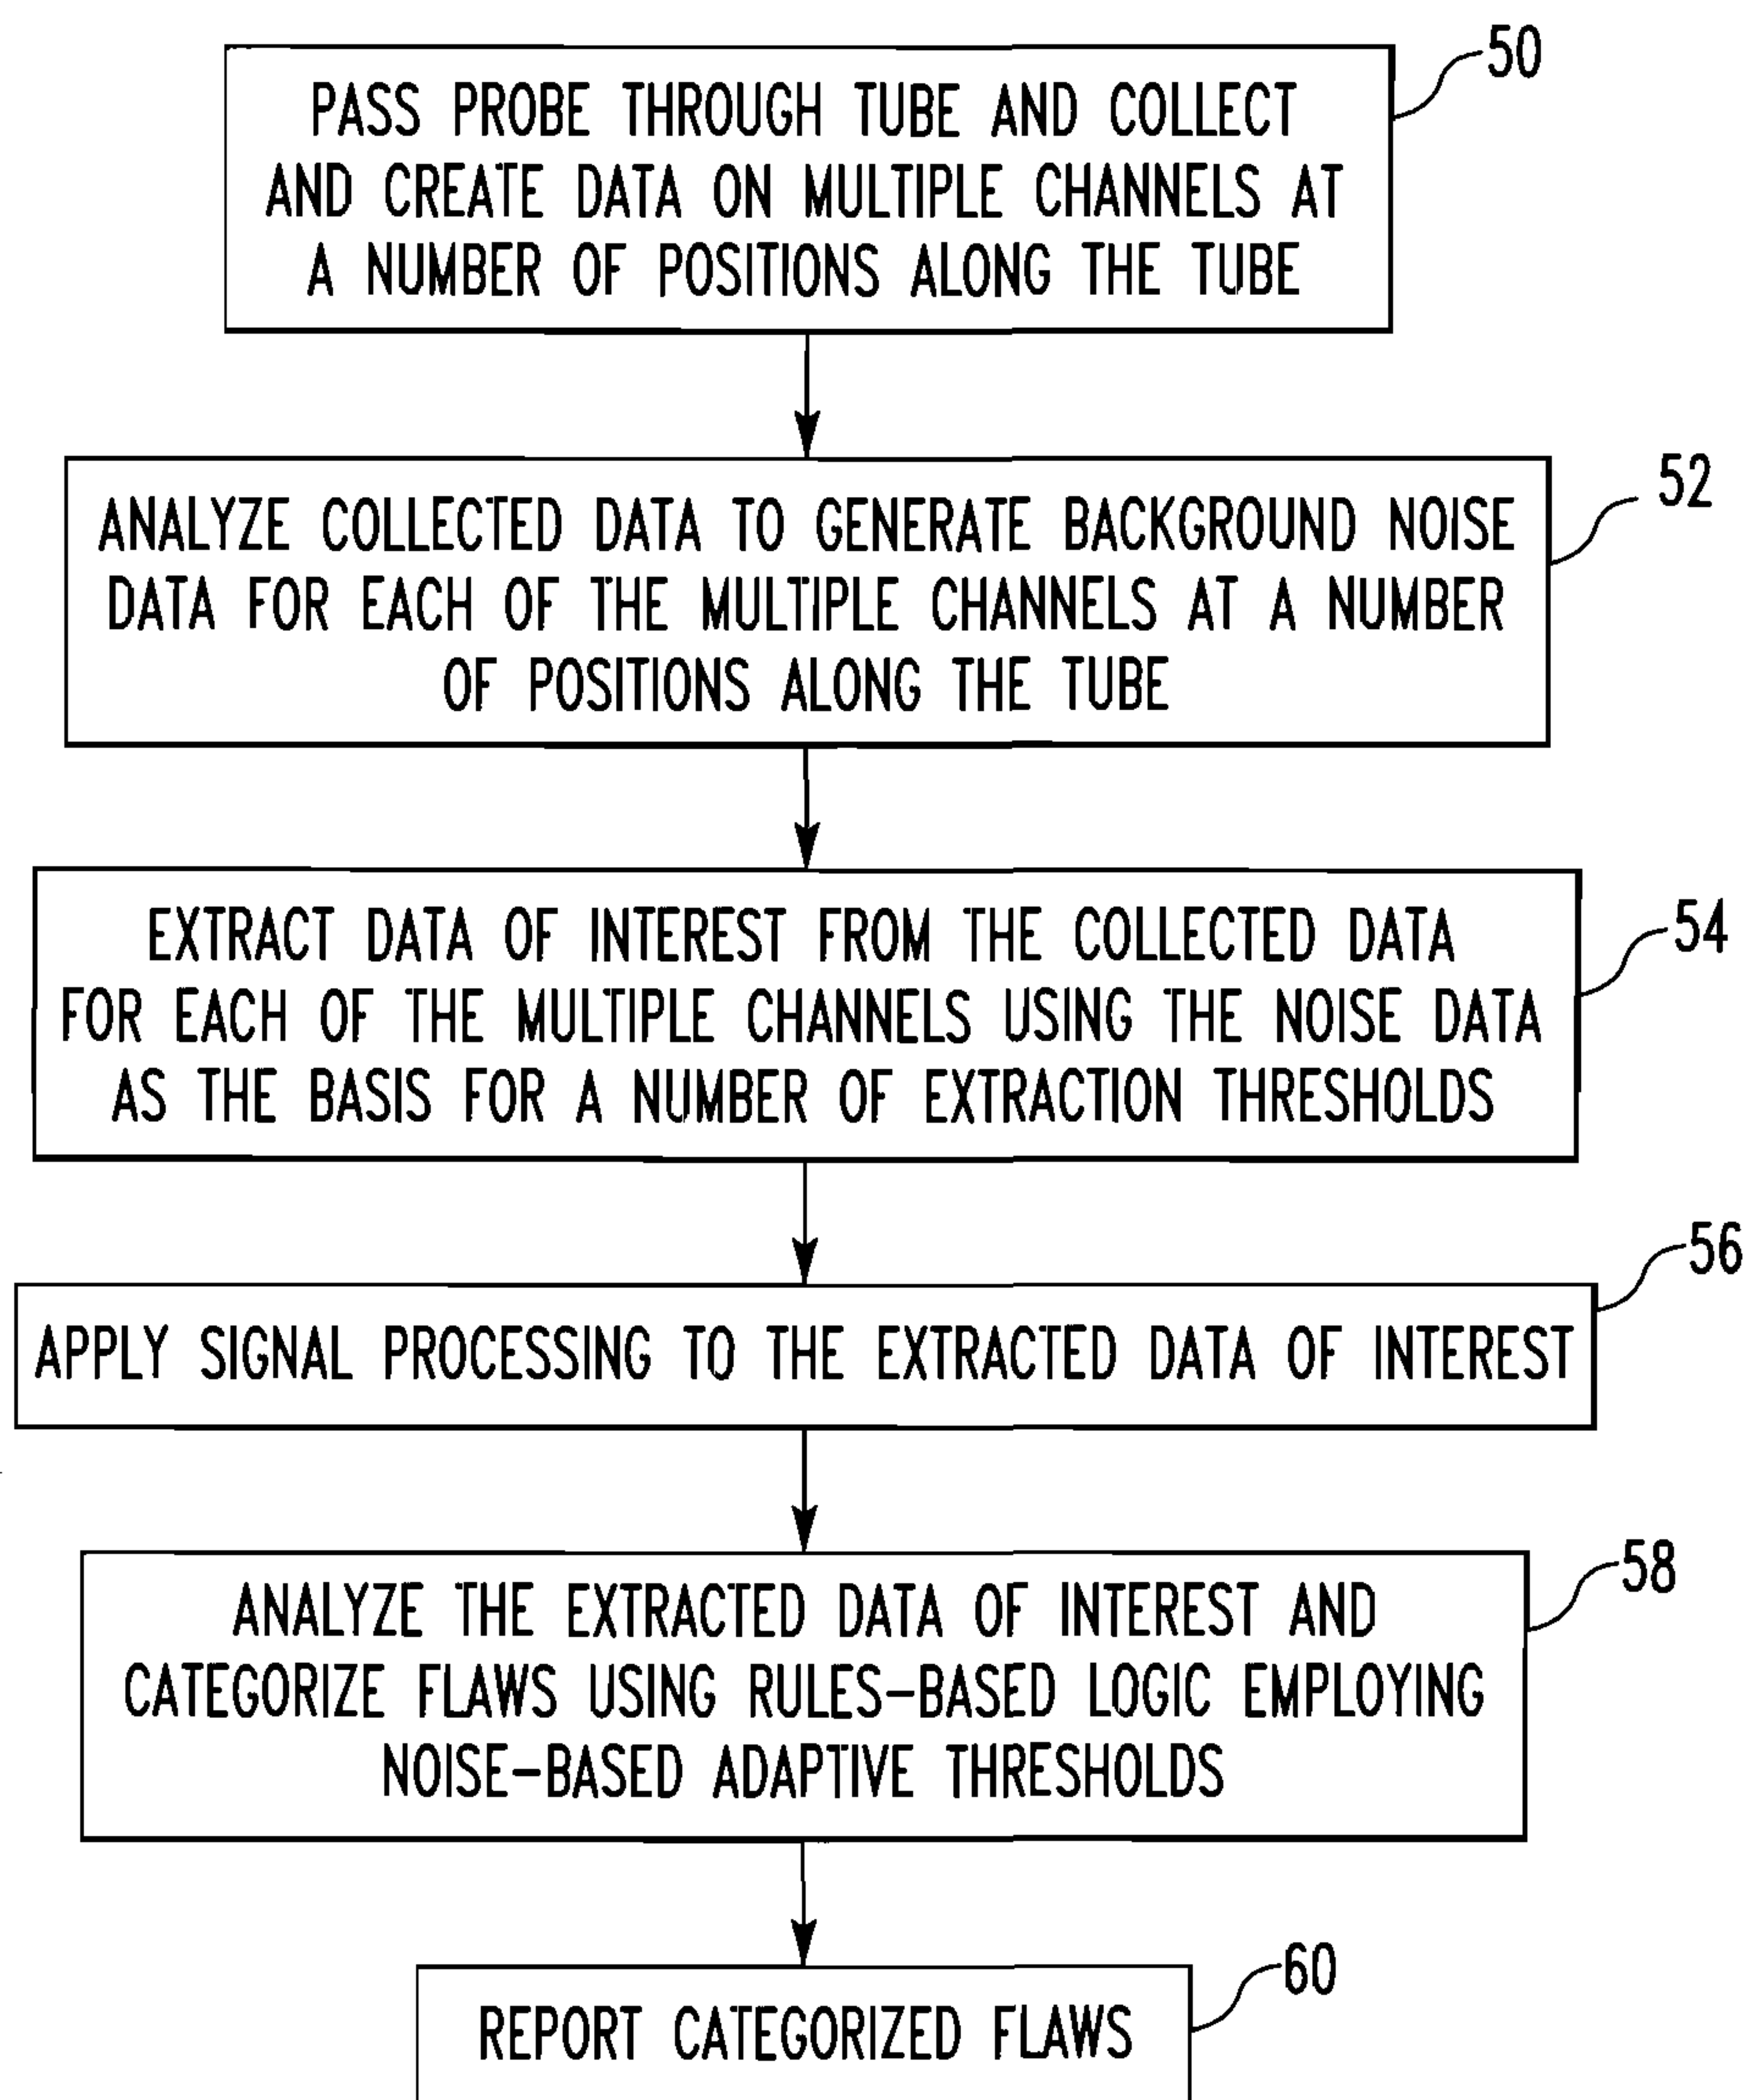 50
PASS PROBE THROUGH TUBE AND COLLECT
AND CREATE DATA ON MULTIPLE CHANNELS AT
A NUMBER OF POSITIONS ALONG THE TUBE
52
ANALYZE COLLECTED DATA TO GENERATE BACKGROUND NOISE
DATA FOR EACH OF THE MULTIPLE CHANNELS AT A NUMBER
OF POSITIONS ALONG THE TUBE
54
EXTRACT DATA OF INTEREST FROM THE COLLECTED DATA
FOR EACH OF THE MULTIPLE CHANNELS USING THE NOISE DATA
AS THE BASIS FOR A NUMBER OF EXTRACTION THRESHOLDS
56
APPLY SIGNAL PROCESSING TO THE EXTRACTED DATA OF INTEREST
58
ANALYZE THE EXTRACTED DATA OF INTEREST AND
CATEGORIZE FLAWS USING RULES-BASED LOGIC EMPLOYING
NOISE-BASED ADAPTIVE THRESHOLDS
60
REPORT CATEGORIZED FLAWS